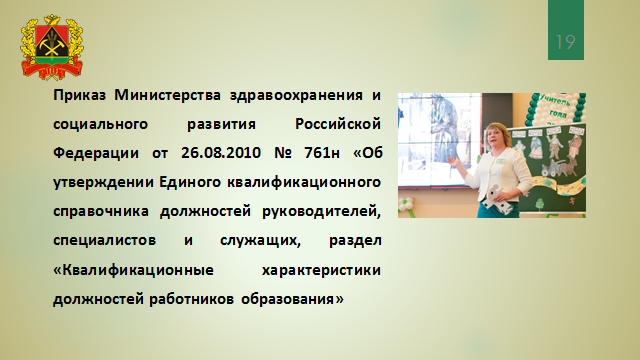 19
Приказ Министерства здравоохранения и
социального развития Российской
Федерации от 26.08.2010 № 761н «Об
утверждении Единого квалификационного
справочника должностей руководителей,
специалистов и служащих, раздел
«Квалификационные характеристики
должностей работников образования»
Учитель
года